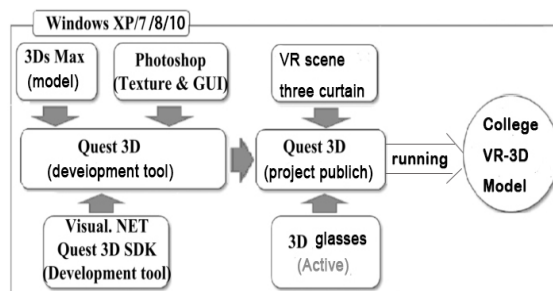 Windows XP/7/8/10
3Ds Max
(model)
Photoshop
(Texture & GUI)
VR scene
three curtain
Quest 3D
(development tool)
Quest 3D
(project publich)
running
College
VR-3D
Model
Visual. NET
Quest 3D SDK
(Development tool)
3D glasses
(Active)